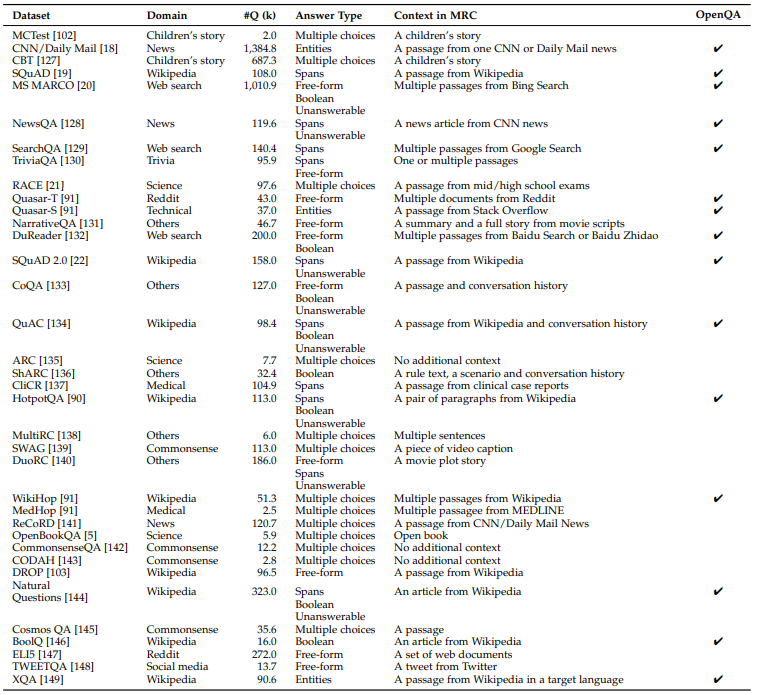 Dataset Domain #Q (k) Answer Type Context in MRC OpenQA
MCTest [102] Children's story 2.0 Multiple choices A children's story
CNN/Daily Mail [18] News 1,384.8 Entities A passage from one CNN or Daily Mail news ✔
CBT [127] Children's story 687.3 Multiple choices A children's story
SQuAD [19] Wikipedia 108.0 Spans A passage from Wikipedia ✔
MS MARCO [20] Web search 1,010.9 Free-form Multiple passages from Bing Search ✔
Boolean
Unanswerable
NewsQA [128] News 119.6 Spans A news article from CNN news ✔
Unanswerable
SearchQA [129] Web search 140.4 Spans Multiple passages from Google Search ✔
TriviaQA [130] Trivia 95.9 Spans One or multiple passages
Free-form
RACE [21] Science 97.6 Multiple choices A passage from mid/high school exams
Quasar-T [91] Reddit 43.0 Free-form Multiple documents from Reddit ✔
Quasar-S [91] Technical 37.0 Entities A passage from Stack Overflow ✔
NarrativeQA [131] Others 46.7 Free-form A summary and a full story from movie scripts
DuReader [132] Web search 200.0 Free-form Multiple passages from Baidu Search or Baidu Zhidao ✔
Boolean
SQuAD 2.0 [22] Wikipedia 158.0 Spans A passage from Wikipedia ✔
Unanswerable
CoQA [133] Others 127.0 Free-form A passage and conversation history
Boolean
Unanswerable
QuAC [134] Wikipedia 98.4 Spans A passage from Wikipedia and conversation history ✔
Boolean
Unanswerable
ARC [135] Science 7.7 Multiple choices No additional context
ShARC [136] Others 32.4 Boolean A rule text, a scenario and conversation history
CliCR [137] Medical 104.9 Spans A passage from clinical case reports
HotpotQA [90] Wikipedia 113.0 Spans A pair of paragraphs from Wikipedia ✔
Boolean
Unanswerable
MultiRC [138] Others 6.0 Multiple choices Multiple sentences
SWAG [139] Commonsense 113.0 Multiple choices A piece of video caption
DuoRC [140] Others 186.0 Free-form A movie plot story
Spans
Unanswerable
WikiHop [91] Wikipedia 51.3 Multiple choices Multiple passages from Wikipedia ✔
MedHop [91] Medical 2.5 Multiple choices Multiple passagee from MEDLINE
ReCoRD [141] News 120.7 Multiple choices A passage from CNN/Daily Mail News
OpenBookQA [5] Science 5.9 Multiple choices Open book
CommonsenseQA [142] Commonsense 12.2 Multiple choices No additional context
CODAH [143] Commonsense 2.8 Multiple choices No additional context
DROP [103] Wikipedia 96.5 Free-form A passage from Wikipedia
Natural
Questions [144] Wikipedia 323.0 Spans An article from Wikipedia ✔
Boolean
Unanswerable
Cosmos QA [145] Commonsense 35.6 Multiple choices A passage
BoolQ [146] Wikipedia 16.0 Boolean An article from Wikipedia ✔
ELI5 [147] Reddit 272.0 Free-form A set of web documents
TWEETQA [148] Social media 13.7 Free-form A tweet from Twitter
XQA [149] Wikipedia 90.6 Entities A passage from Wikipedia in a target language ✔